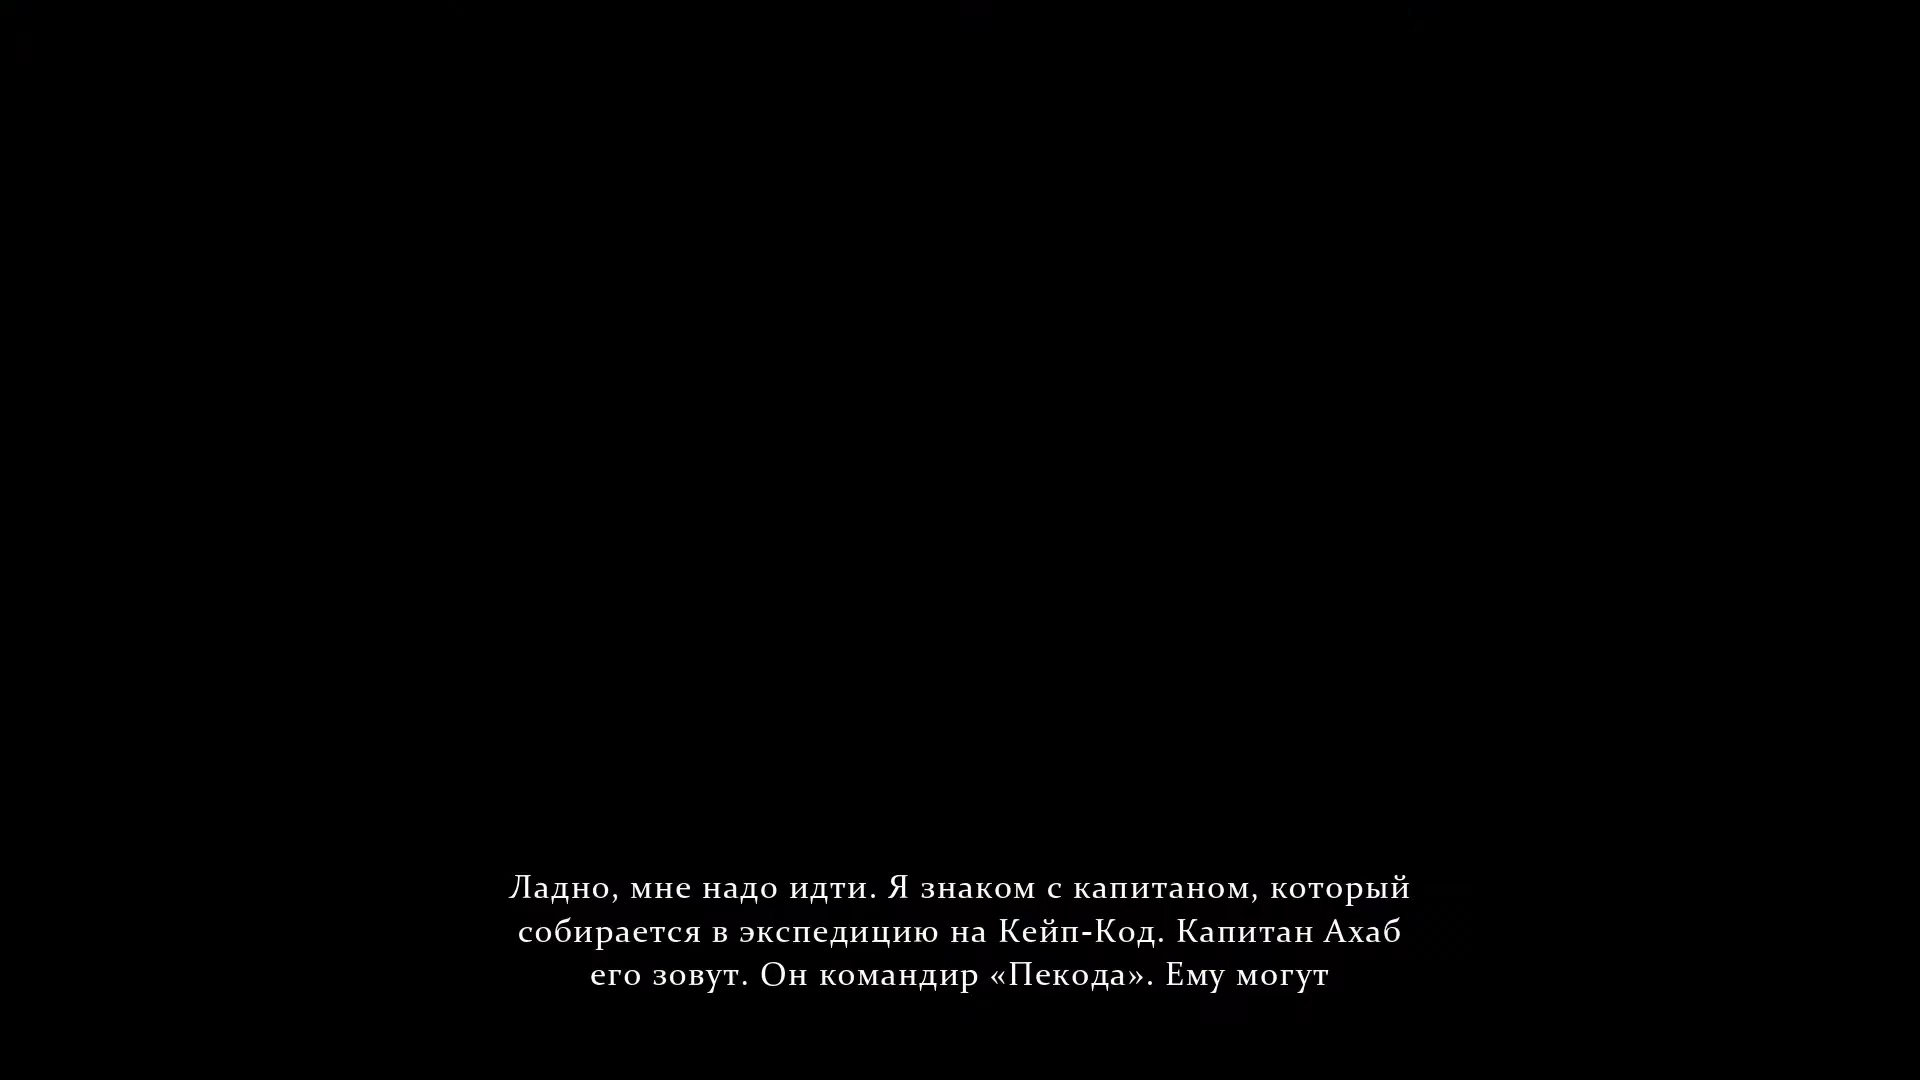 Ладно, мне надо идти. Я знаком с капитаном, который
собирается в экспедицию на Кейп-Код. Капитан Ахаб
его зовут. Он командир «Пекода». Ему могут